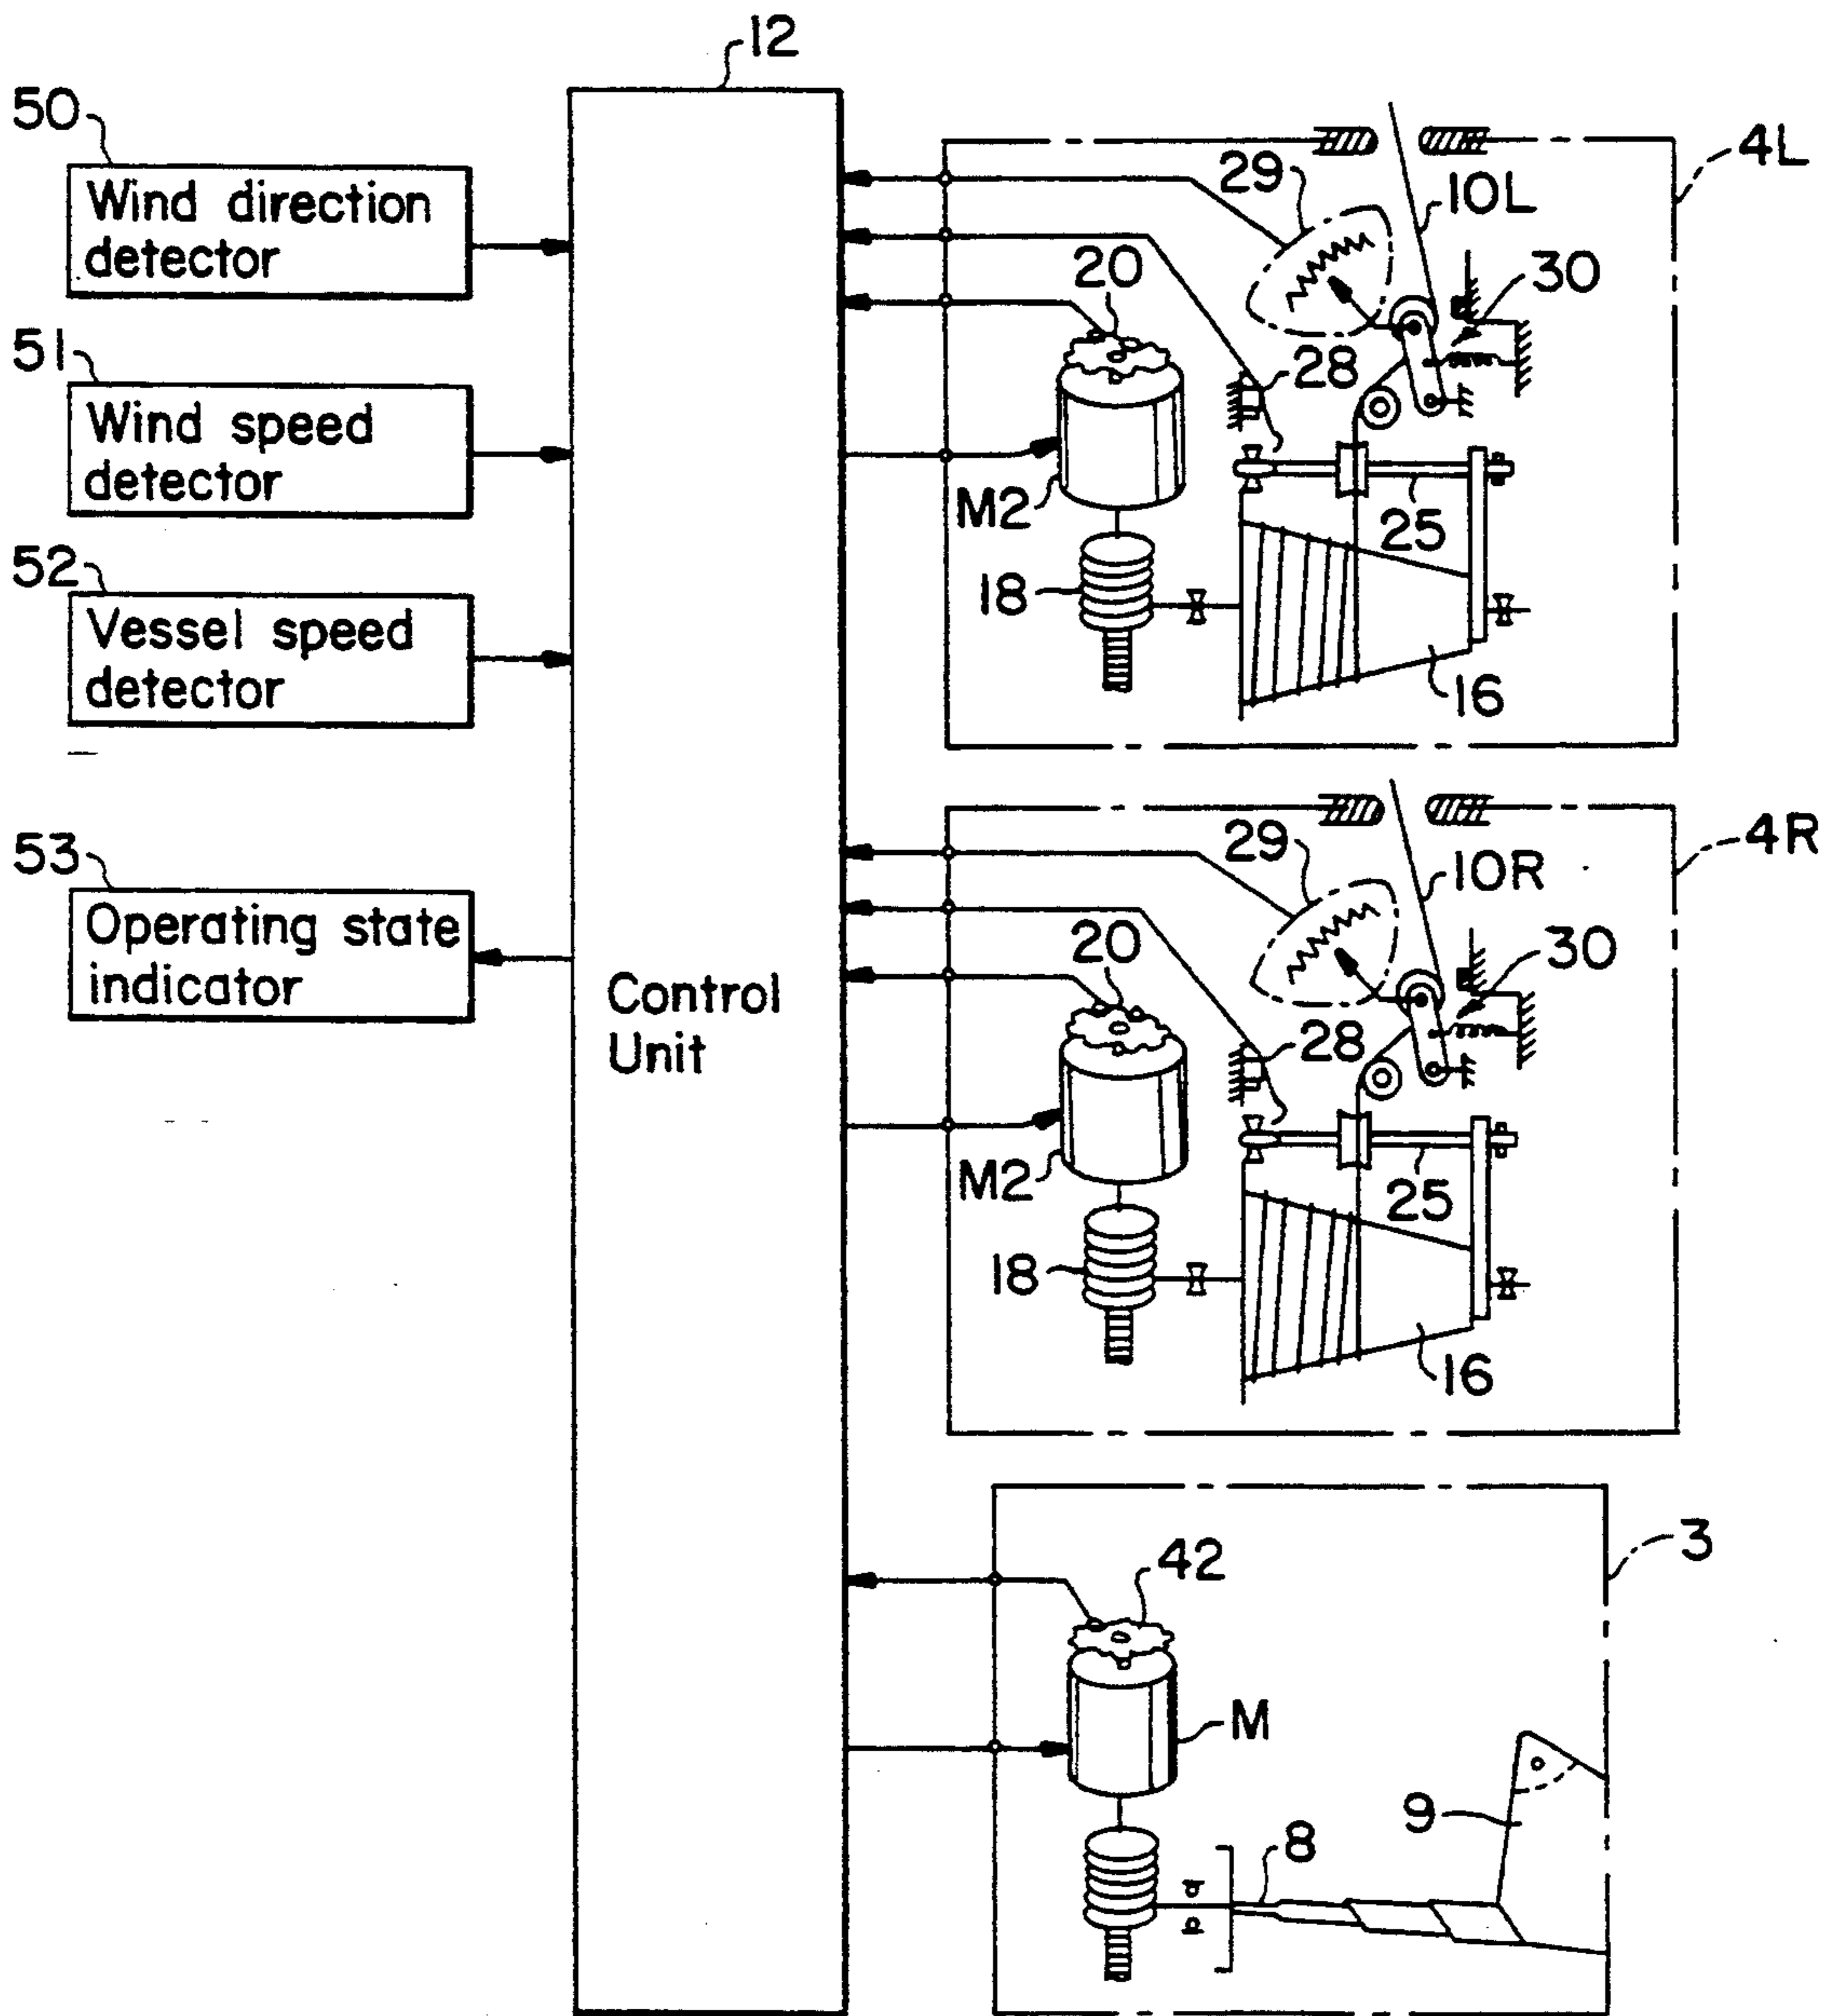 12
50
Wind direction
detector
51
Wind speed
detector
52
Vessel speed
detector
53
Operating state
indicator
Control
Unit
4L
29
10L
20
30
28
M2
25
18
16
4R
29
10R
20
30
28
M2
25
18
16
3
42
M
9
8